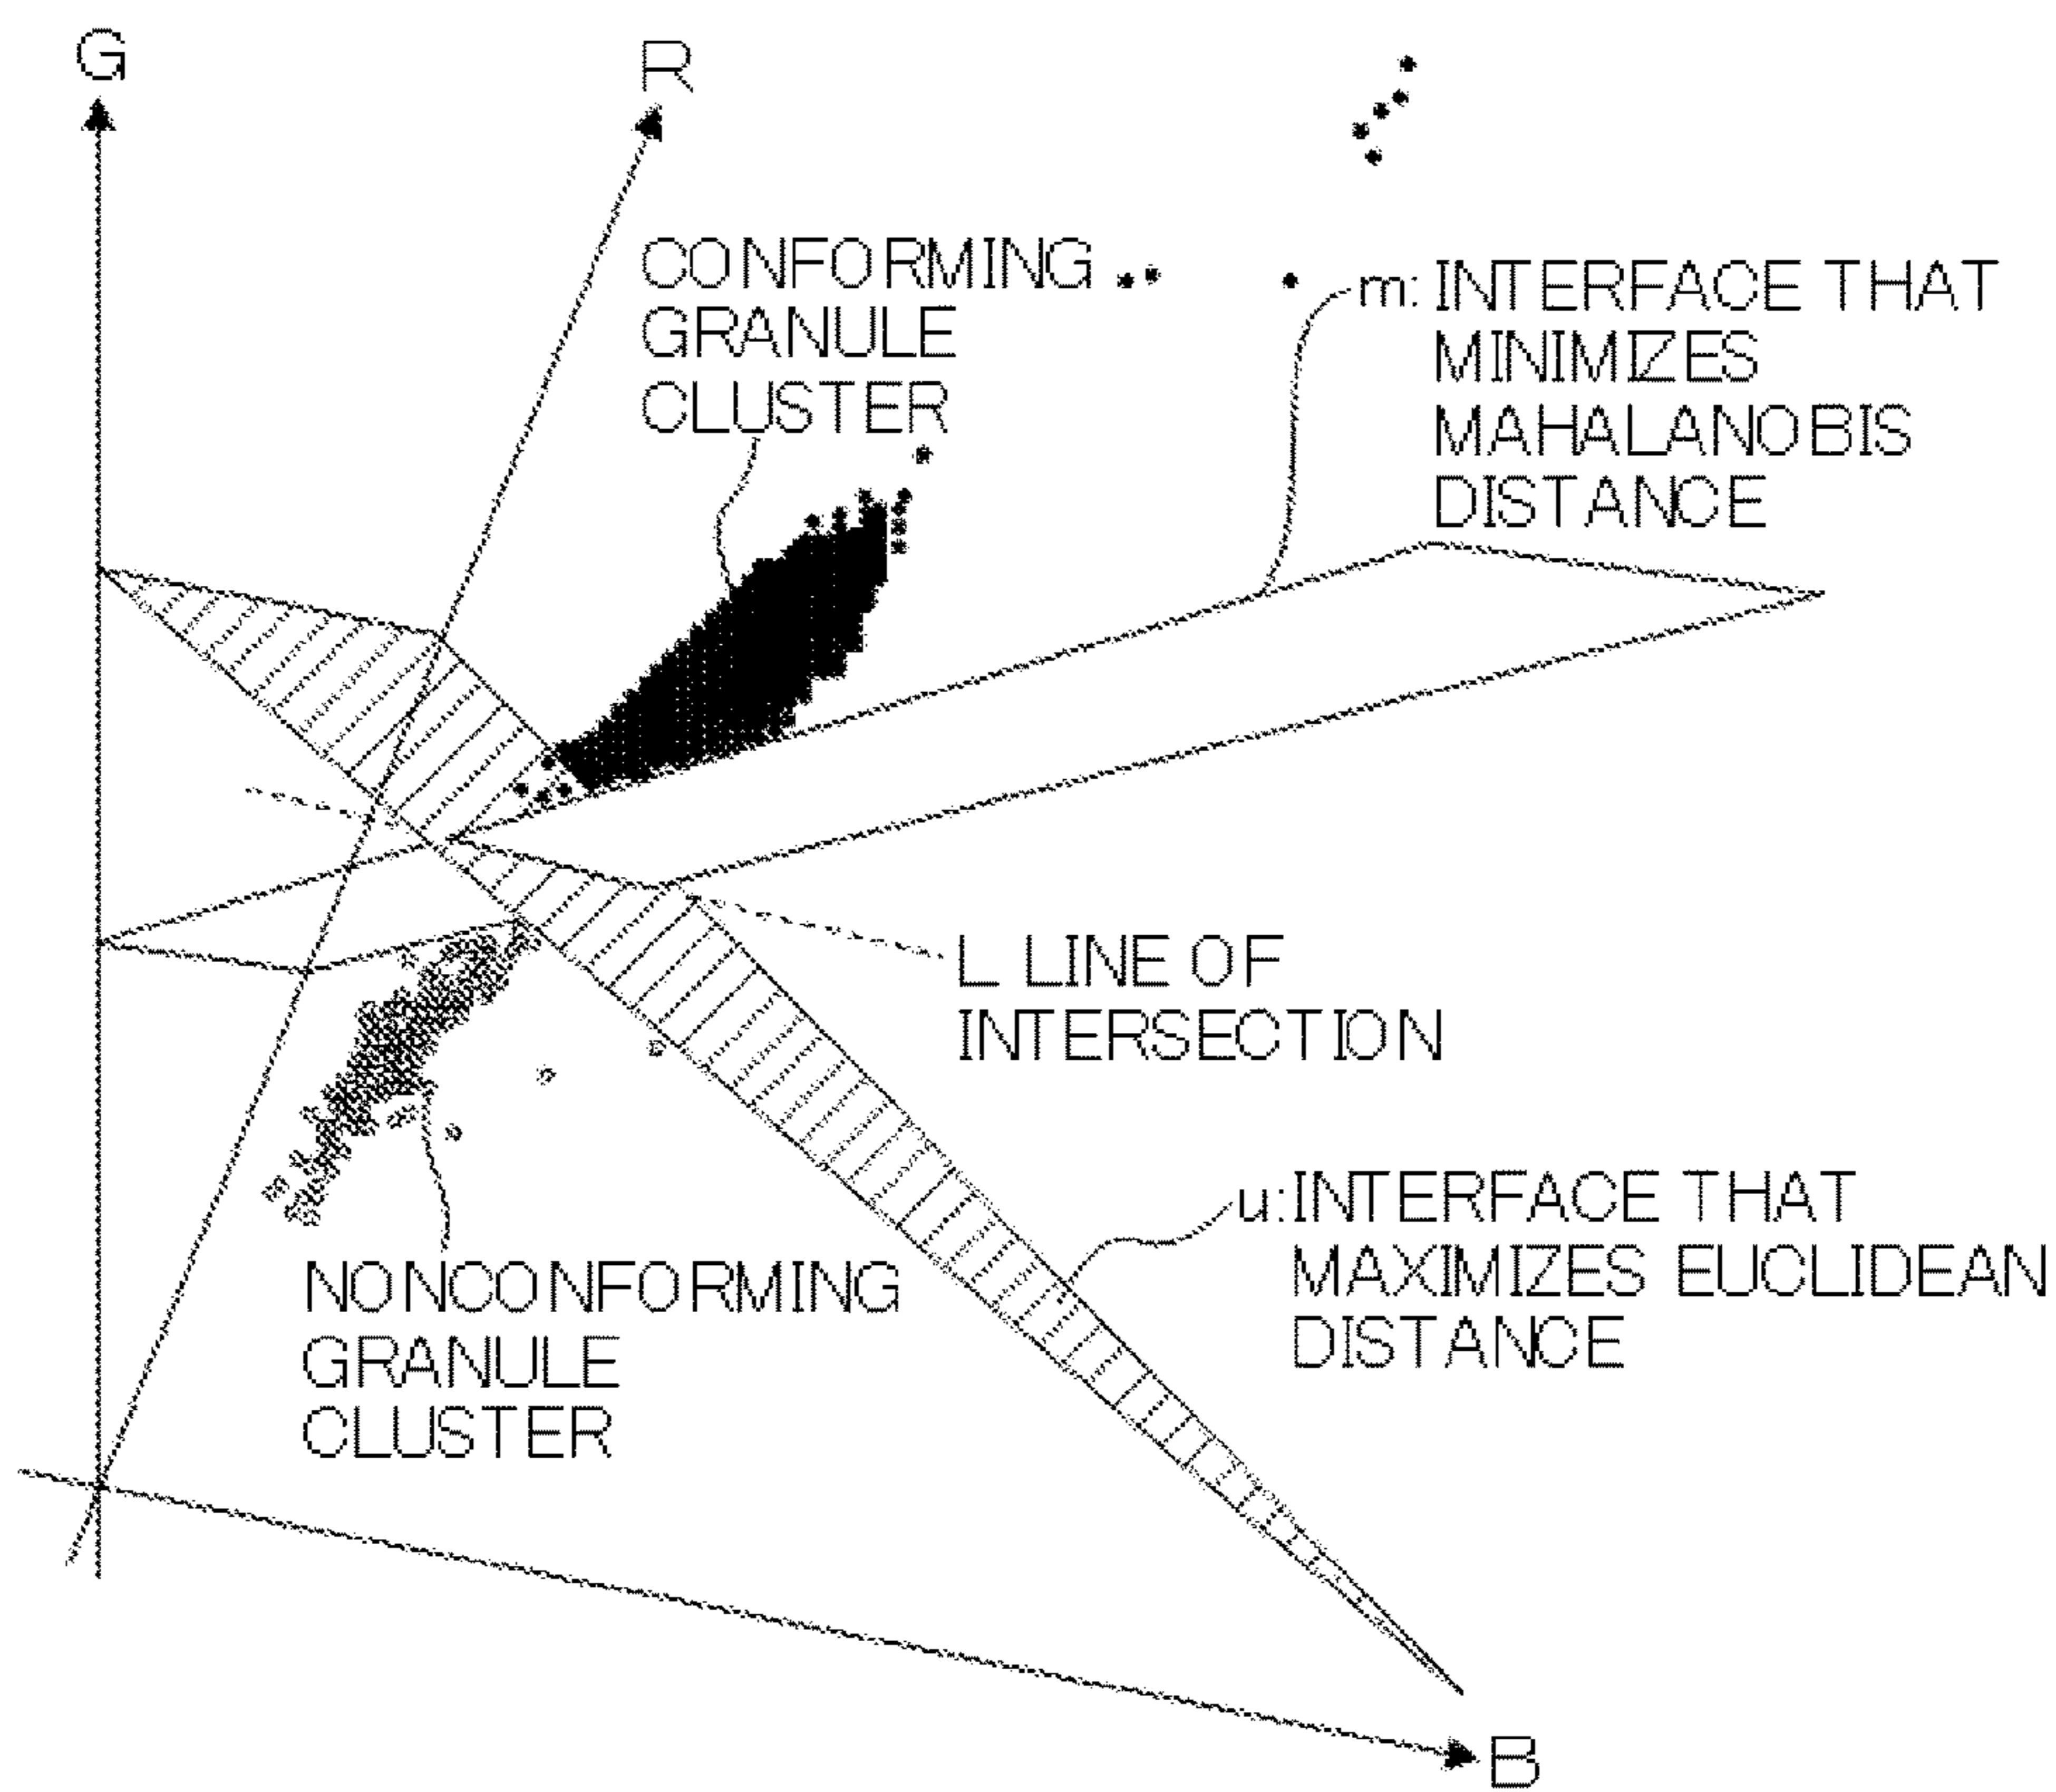 G
R
CONFORMING
GRANULE
CLUSTER
m: INTERFACE THAT
MINIMIZES
MAHALANOBIS
DISTANCE
L LINE OF
INTERSECTION
u: INTERFACE THAT
MAXIMIZES EUCLIDEAN
DISTANCE
NONCONFORMING
GRANULE
CLUSTER
B